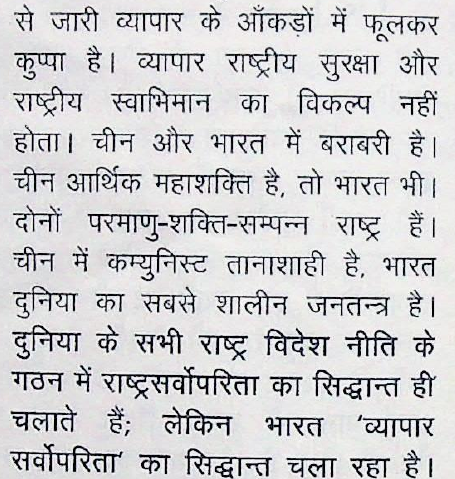 से जारी व्यापार के आँकड़ों में फूलकर
कुप्पा है। व्यापार राष्ट्रीय सुरक्षा और
राष्ट्रीय स्वाभिमान का विकल्प नहीं
होता। चीन और भारत में बराबरी है।
चीन आर्थिक महाशक्ति है, तो भारत भी।
दोनों परमाणु-शक्ति-सम्पन्न राष्ट्र हैं।
चीन में कम्युनिस्ट तानाशाही है, भारत
दुनिया का सबसे शालीन जनतन्त्र है।
दुनिया के सभी राष्ट्र विदेश नीति के
गठन में राष्ट्रसर्वोपरिता का सिद्धान्त ही
चलाते हैं; लेकिन भारत ‘व्यापार
सर्वोपरिता’ का सिद्धान्त चला रहा है।